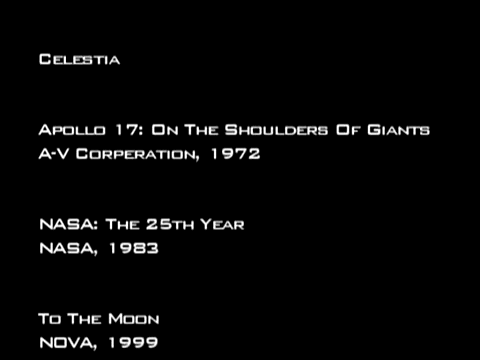 Celestia
Apollo 17: On The Shoulders Of Giants
A-V Corperation, 1972
NASA: The 25th Year
NASA, 1983
To The Moon
NOVA, 1999